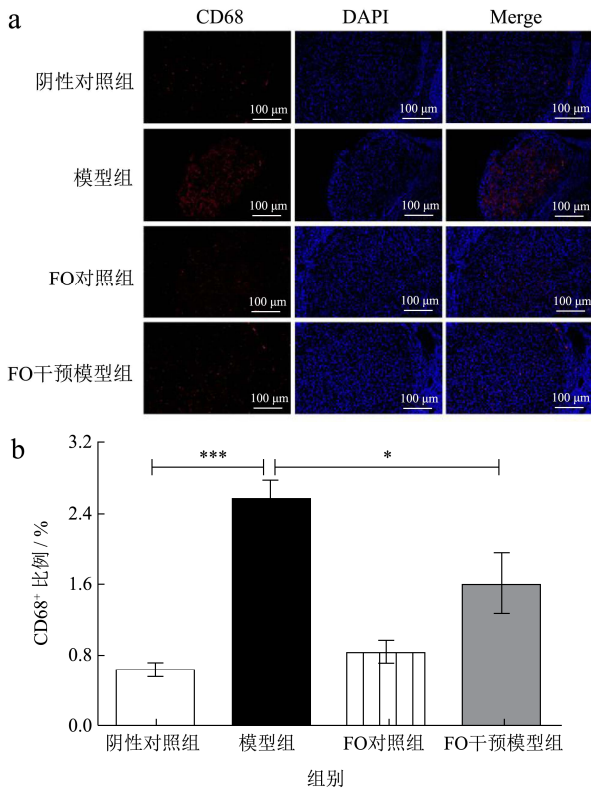 a
CD68 DAPI Merge
阴性对照组
100 μm 100 μm 100 μm
模型组
100 μm 100 μm 100 μm
FO对照组
100 μm 100 μm 100 μm
FO干预模型组
100 μm 100 μm 100 μm
b
CD68⁺ 比例 / %
3.2
2.4
1.6
0.8
0.0
*** *
阴性对照组 模型组 FO对照组 FO干预模型组
组别